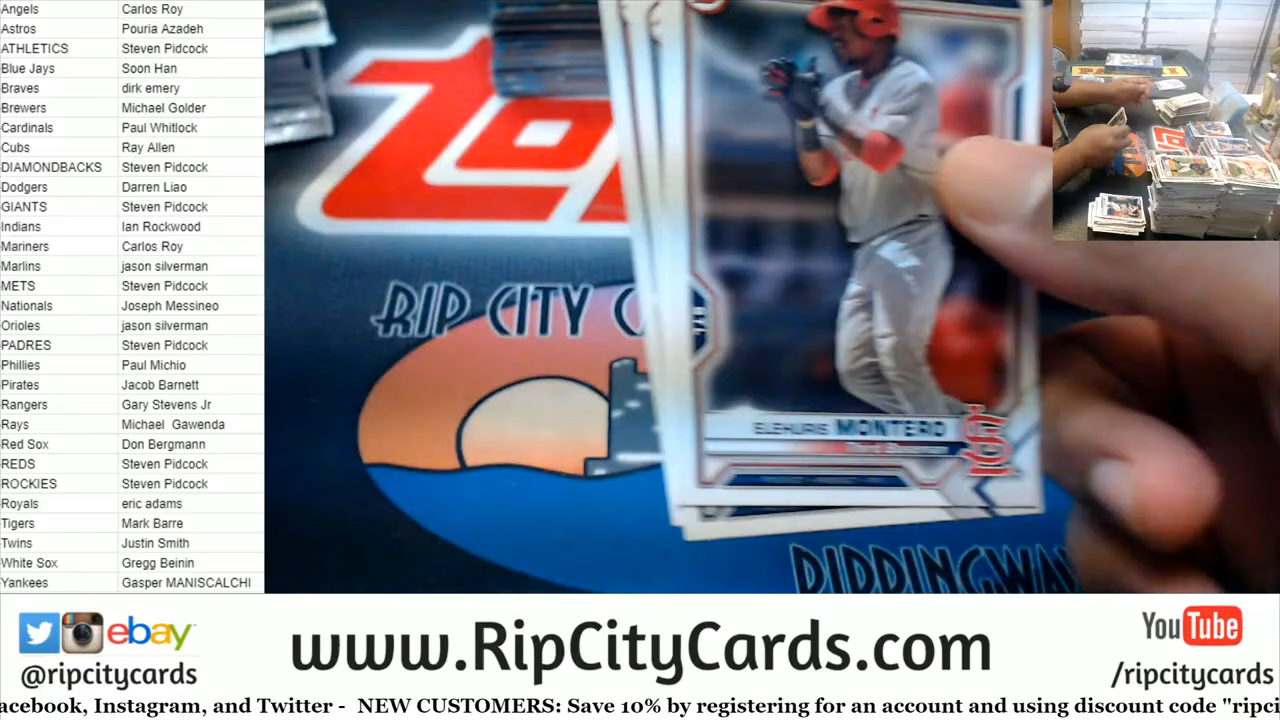 Angels Carlos Roy
Astros Pouria Azadeh
ATHLETICS Steven Pidcock
Blue Jays Soon Han
Braves dirk emery
Brewers Michael Golder
Cardinals Paul Whitlock
Cubs Ray Allen
DIAMONDBACKS Steven Pidcock
Dodgers Darren Liao
GIANTS Steven Pidcock
Indians Ian Rockwood
Mariners Carlos Roy
Marlins jason silverman
METS Steven Pidcock
Nationals Joseph Messineo
Orioles jason silverman
PADRES Steven Pidcock
Phillies Paul Michio
Pirates Jacob Barnett
Rangers Gary Stevens Jr
Rays Michael Gawenda
Red Sox Don Bergmann
REDS Steven Pidcock
ROCKIES Steven Pidcock
Royals eric adams
Tigers Mark Barre
Twins Justin Smith
White Sox Gregg Beinin
Yankees Gasper MANISCALCHI
RIP CITY C
ELEHURIS MONTERO
RIPPINGWA
ebay
@ripcitycards
www.RipCityCards.com
YouTube
/ripcitycards
acebook, Instagram, and Twitter - NEW CUSTOMERS: Save 10% by registering for an account and using discount code "ripci